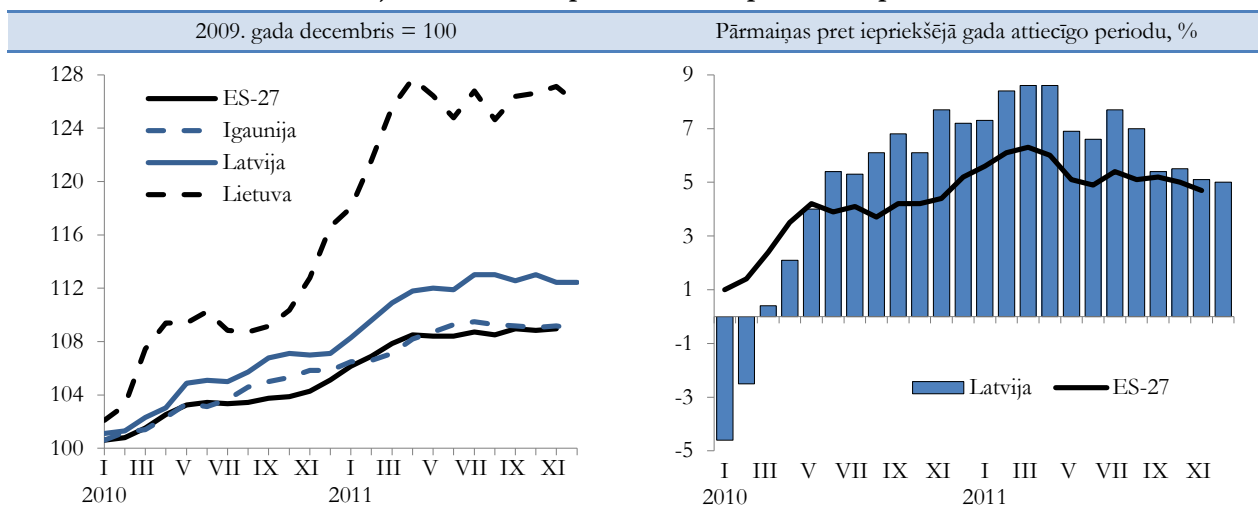 2009. gada decembris = 100
Pārmaiņas pret iepriekšējā gada attiecīgo periodu, %
128
124
120
116
112
108
104
100
ES-27
Igaunija
Latvija
Lietuva
I III V VII IX XI I III V VII IX XI
2010 2011
9
7
5
3
1
-1
-3
-5
Latvija ES-27
I III V VII IX XI I III V VII IX XI
2010 2011